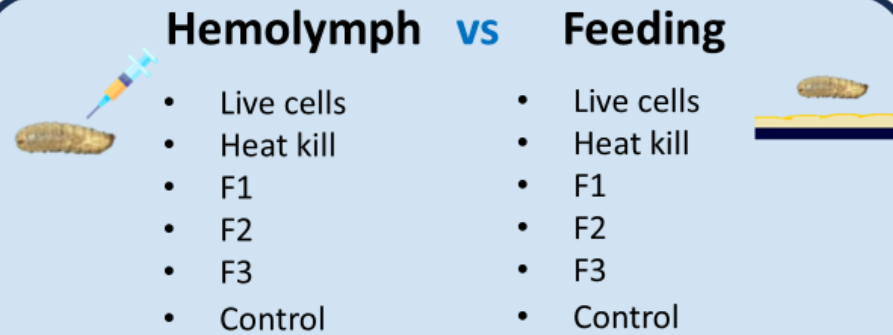 Hemolymph vs Feeding
• Live cells
• Heat kill
• F1
• F2
• F3
• Control
• Live cells
• Heat kill
• F1
• F2
• F3
• Control